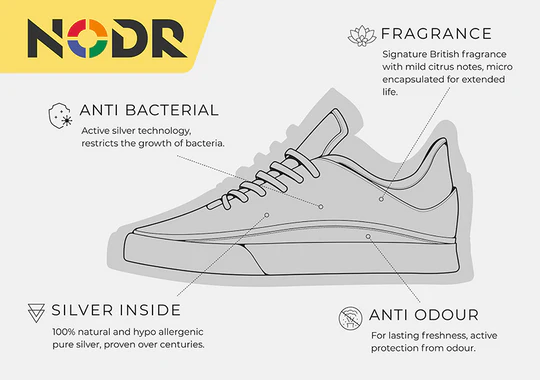 NODR
FRAGRANCE
Signature British fragrance
with mild citrus notes, micro
encapsulated for extended
life.
ANTI BACTERIAL
Active silver technology,
restricts the growth of bacteria.
SILVER INSIDE
100% natural and hypo allergenic
pure silver, proven over centuries.
ANTI ODOUR
For lasting freshness, active
protection from odour.